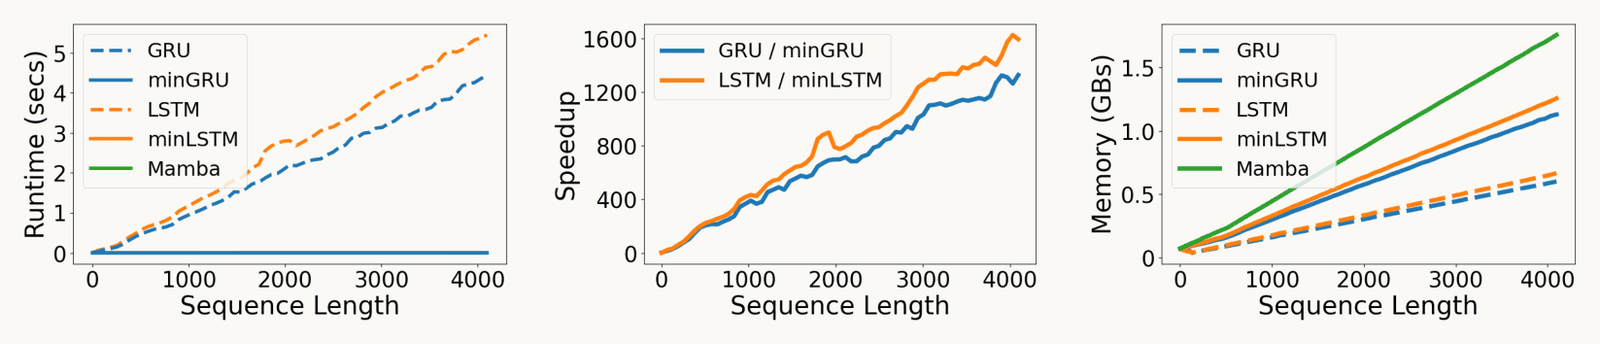 Runtime (secs)
5
4
3
2
1
0
GRU
minGRU
LSTM
minLSTM
Mamba
0 1000 2000 3000 4000
Sequence Length
Speedup
1600
1200
800
400
0
GRU / minGRU
LSTM / minLSTM
0 1000 2000 3000 4000
Sequence Length
Memory (GBs)
1.5
1.0
0.5
0
GRU
minGRU
LSTM
minLSTM
Mamba
0 1000 2000 3000 4000
Sequence Length